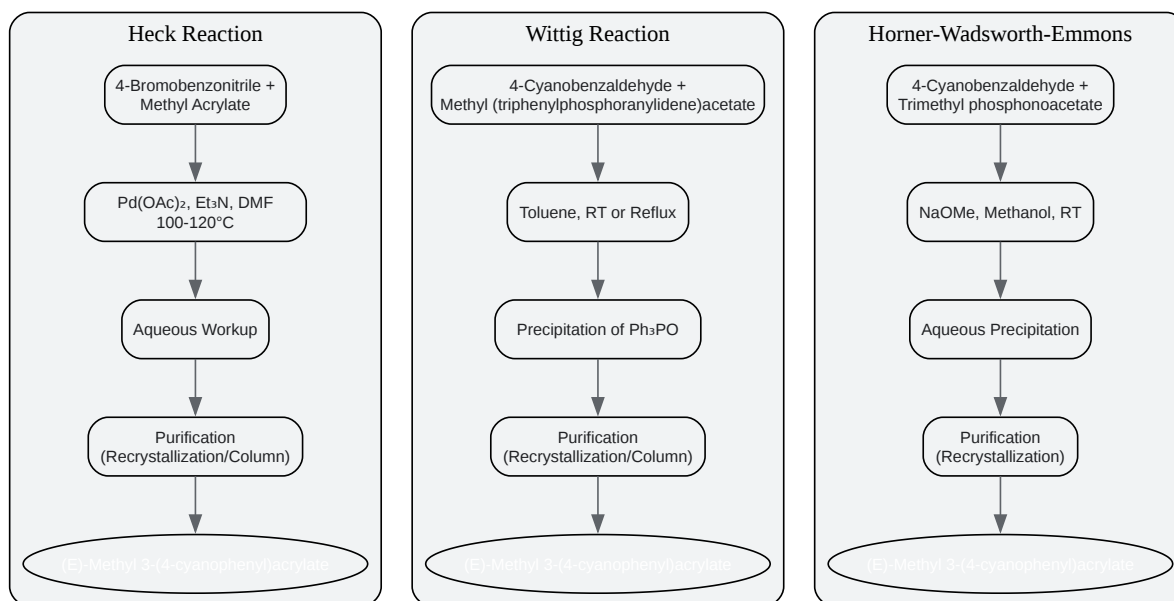 Heck Reaction
4-Bromobenzonitrile +
Methyl Acrylate
Pd(OAc)₂, Et₃N, DMF
100-120°C
Aqueous Workup
Purification
(Recrystallization/Column)
(E)-Methyl 3-(4-cyanophenyl)acrylate
Wittig Reaction
4-Cyanobenzaldehyde +
Methyl (triphenylphosphoranylidene)acetate
Toluene, RT or Reflux
Precipitation of Ph₃PO
Purification
(Recrystallization/Column)
(E)-Methyl 3-(4-cyanophenyl)acrylate
Horner-Wadsworth-Emmons
4-Cyanobenzaldehyde +
Trimethyl phosphonoacetate
NaOMe, Methanol, RT
Aqueous Precipitation
Purification
(Recrystallization)
(E)-Methyl 3-(4-cyanophenyl)acrylate